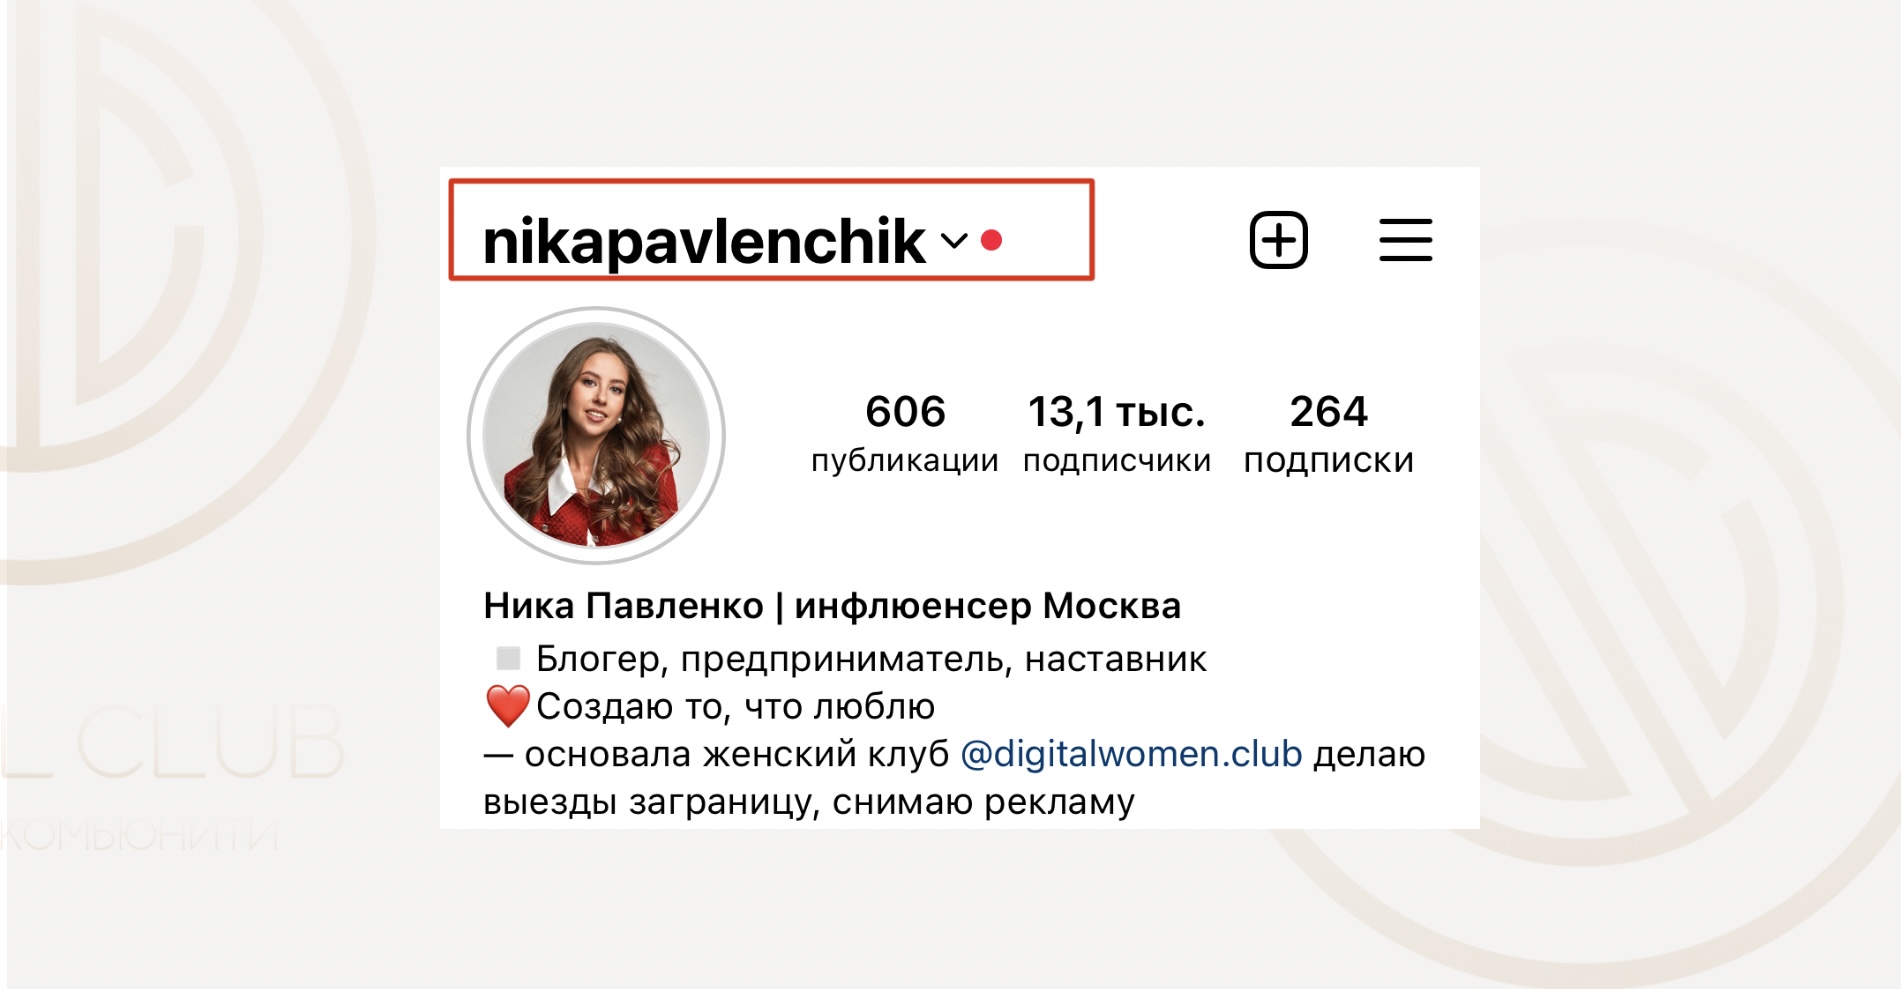 nikapavlenchik
606 13,1 тыс. 264
публикации подписчики подписки
Ника Павленко | инфлюенсер Москва
Блогер, предприниматель, наставник
❤️Создаю то, что люблю
— основала женский клуб @digitalwomen.club делаю
выезды заграницу, снимаю рекламу
L CLUB
КОМЬЮНИТИ